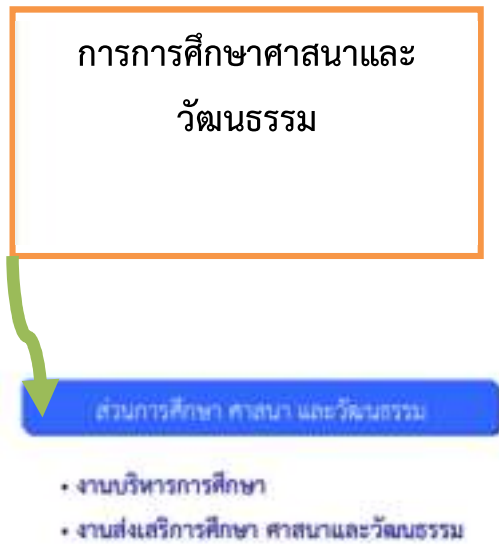 การการศึกษาศาสนาและ
วัฒนธรรม
ส่วนการศึกษา ศาสนา และวัฒนธรรม
• งานบริหารการศึกษา
• งานส่งเสริการศึกษา ศาสนาและวัฒนธรรม